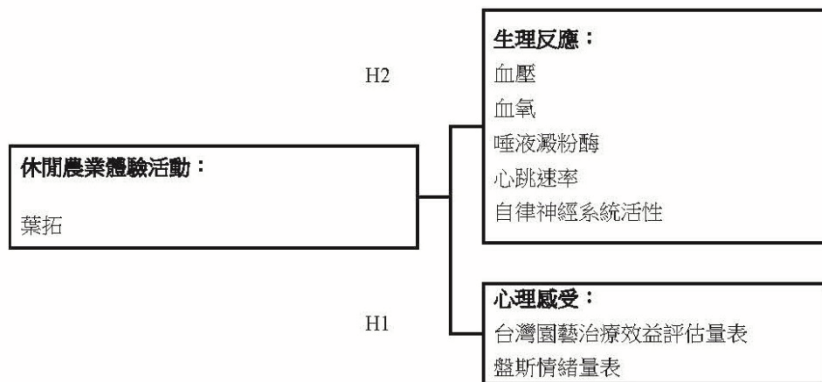 休閒農業體驗活動：
葉拓
H2
H1
生理反應：
血壓
血氧
唾液澱粉酶
心跳速率
自律神經系統活性
心理感受：
台灣園藝治療效益評估量表
盤斯情緒量表